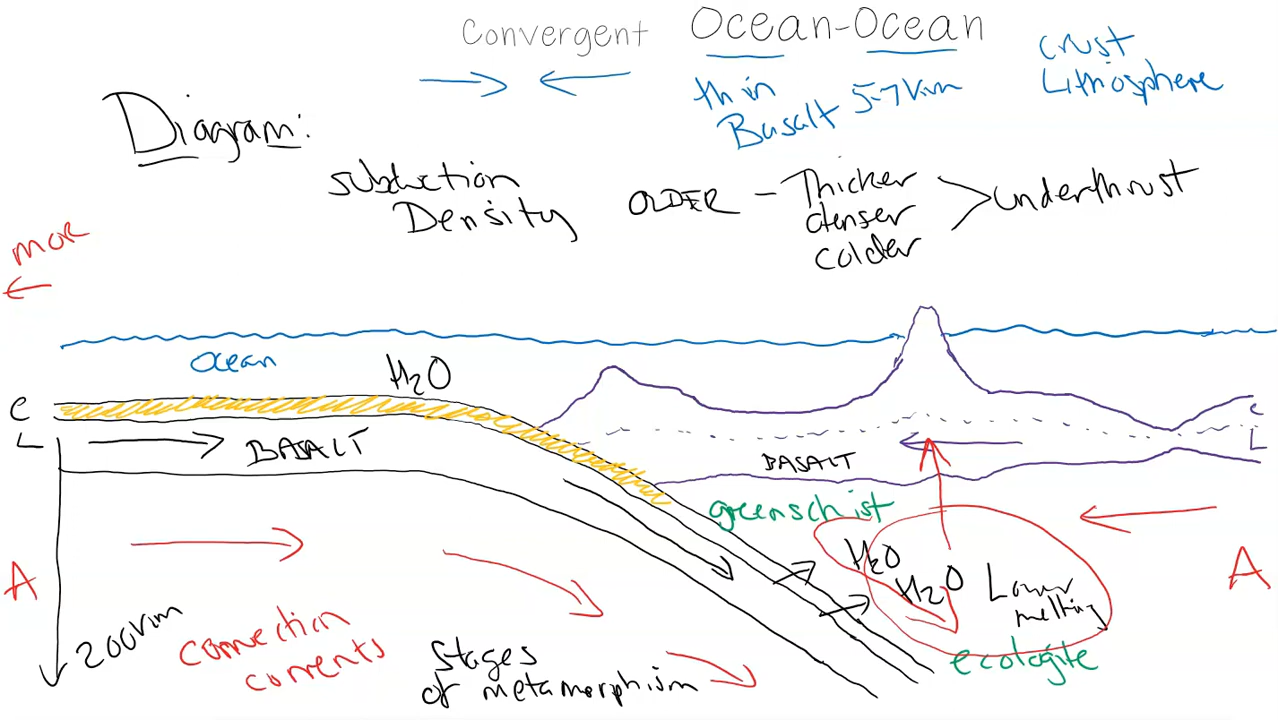 Convergent Ocean-Ocean
crust
Lithosphere
thin
Basalt 5-7km
Diagram:
subduction
Density
OLDER - Thicker
denser
colder
underthrust
MOR
ocean
H₂O
c
L
BASALT
BASALT
c
L
greenschist
H₂O
H₂O
Lower
melting
ecologite
A
A
200km
convection
currents
stages
of metamorphism